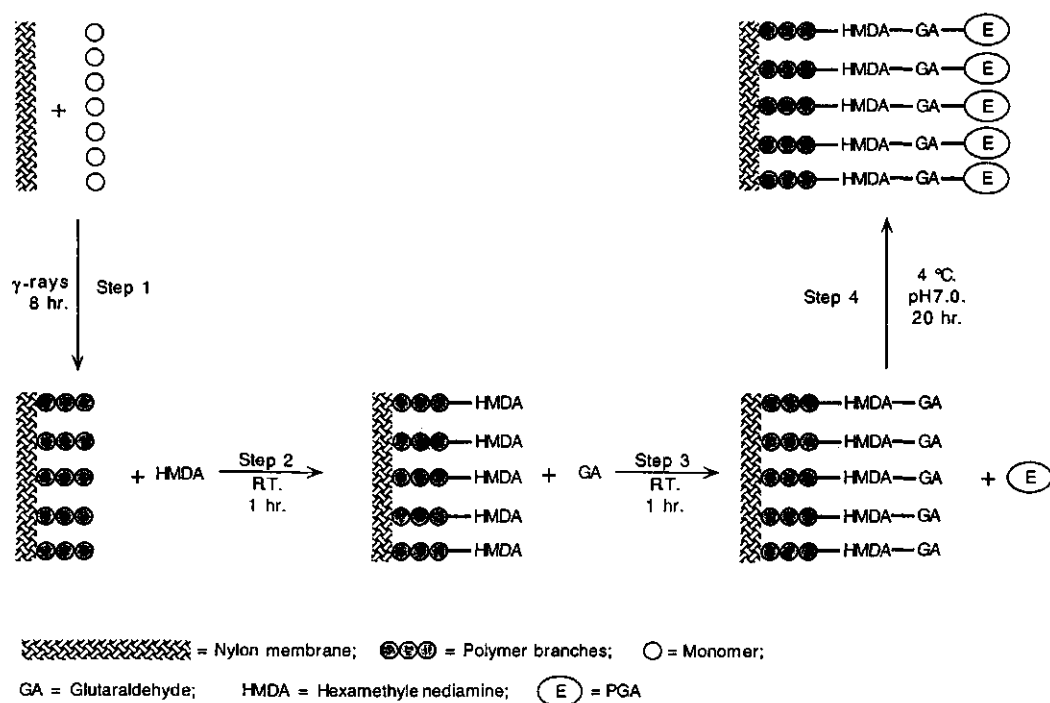 +
γ-rays
8 hr.
Step 1
HMDA — GA — E
HMDA — GA — E
HMDA — GA — E
HMDA — GA — E
HMDA — GA — E
Step 4
4 °C.
pH7.0.
20 hr.
+ HMDA
Step 2
R.T.
1 hr.
HMDA
HMDA
HMDA
HMDA
HMDA
+ GA
Step 3
R.T.
1 hr.
HMDA — GA
HMDA — GA
HMDA — GA
HMDA — GA
HMDA — GA
+ E
= Nylon membrane; = Polymer branches; = Monomer;
GA = Glutaraldehyde; HMDA = Hexamethyle nediamine; E = PGA